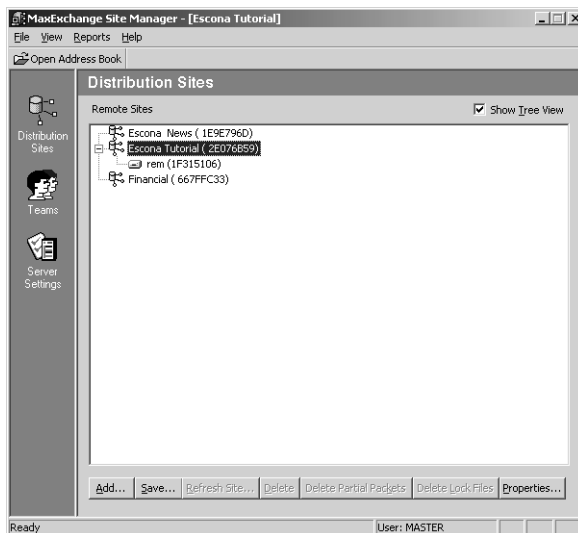 MaxExchange Site Manager - [Escona Tutorial]
File View Reports Help
Open Address Book
Distribution Sites
Remote Sites
Show Tree View
Distribution
Sites
Teams
Server
Settings
Escona News ( 1E9E796D)
Escona Tutorial ( 2E076B59)
rem (1F315106)
Financial ( 667FFC33)
Add... Save... Refresh Site... Delete Delete Partial Packets Delete Lock Files Properties...
Ready User: MASTER